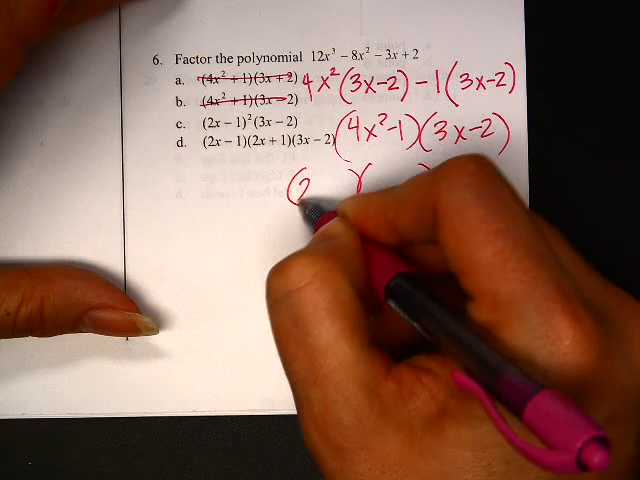 6. Factor the polynomial 12x³ – 8x² – 3x + 2
a. (4x² + 1)(3x + 2) 4x²(3x-2) - 1(3x-2)
b. (4x² + 1)(3x – 2)
c. (2x – 1)²(3x – 2) (4x²-1)(3x-2)
d. (2x – 1)(2x + 1)(3x – 2)
(2 )( )